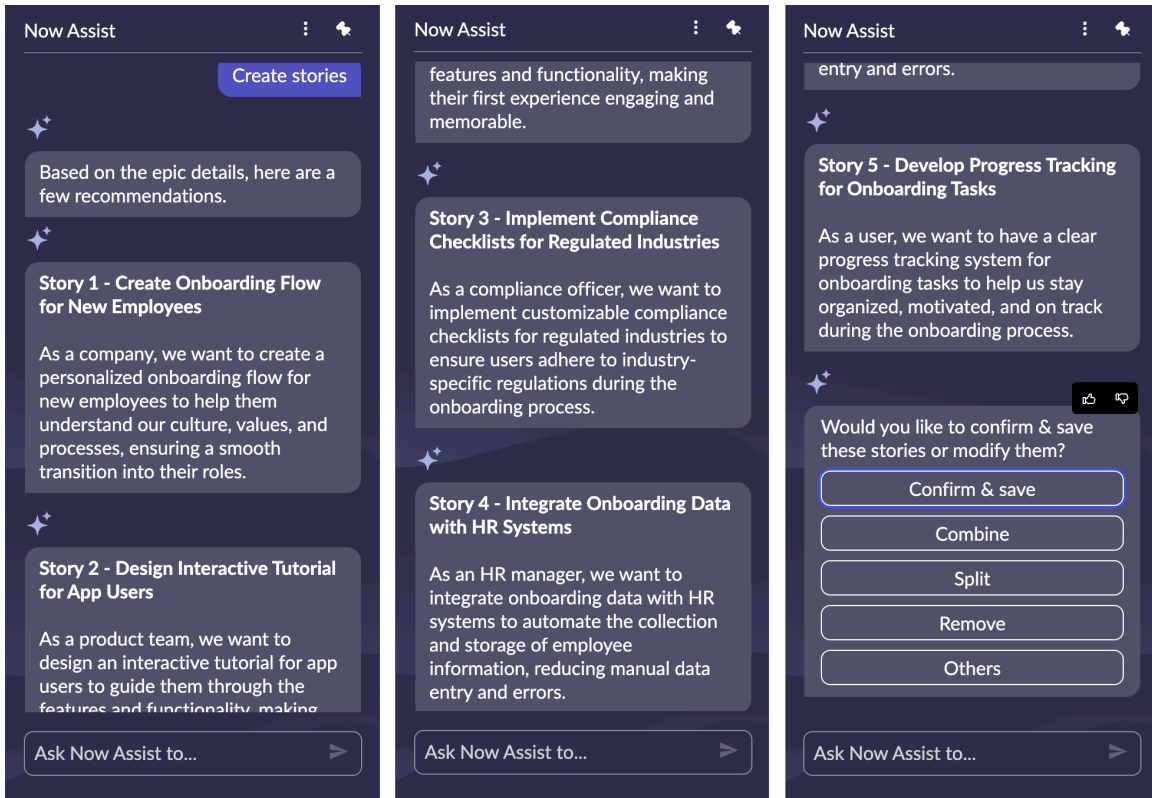 Now Assist
Create stories
Based on the epic details, here are a
few recommendations.
Story 1 - Create Onboarding Flow
for New Employees
As a company, we want to create a
personalized onboarding flow for
new employees to help them
understand our culture, values, and
processes, ensuring a smooth
transition into their roles.
Story 2 - Design Interactive Tutorial
for App Users
As a product team, we want to
design an interactive tutorial for app
users to guide them through the
features and functionality, making
Ask Now Assist to...
Now Assist
features and functionality, making
their first experience engaging and
memorable.
Story 3 - Implement Compliance
Checklists for Regulated Industries
As a compliance officer, we want to
implement customizable compliance
checklists for regulated industries to
ensure users adhere to industry-
specific regulations during the
onboarding process.
Story 4 - Integrate Onboarding Data
with HR Systems
As an HR manager, we want to
integrate onboarding data with HR
systems to automate the collection
and storage of employee
information, reducing manual data
entry and errors.
Ask Now Assist to...
Now Assist
entry and errors.
Story 5 - Develop Progress Tracking
for Onboarding Tasks
As a user, we want to have a clear
progress tracking system for
onboarding tasks to help us stay
organized, motivated, and on track
during the onboarding process.
Would you like to confirm & save
these stories or modify them?
Confirm & save
Combine
Split
Remove
Others
Ask Now Assist to...